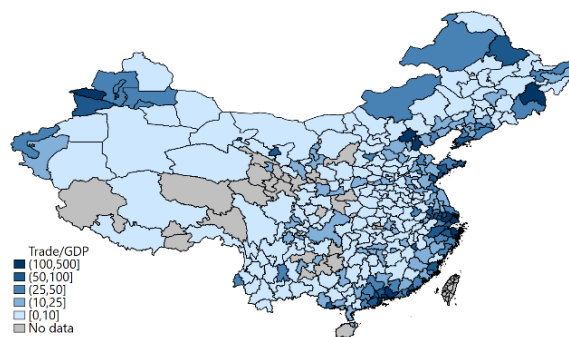 Trade/GDP
(100,500]
(50,100]
(25,50]
(10,25]
[0,10]
No data